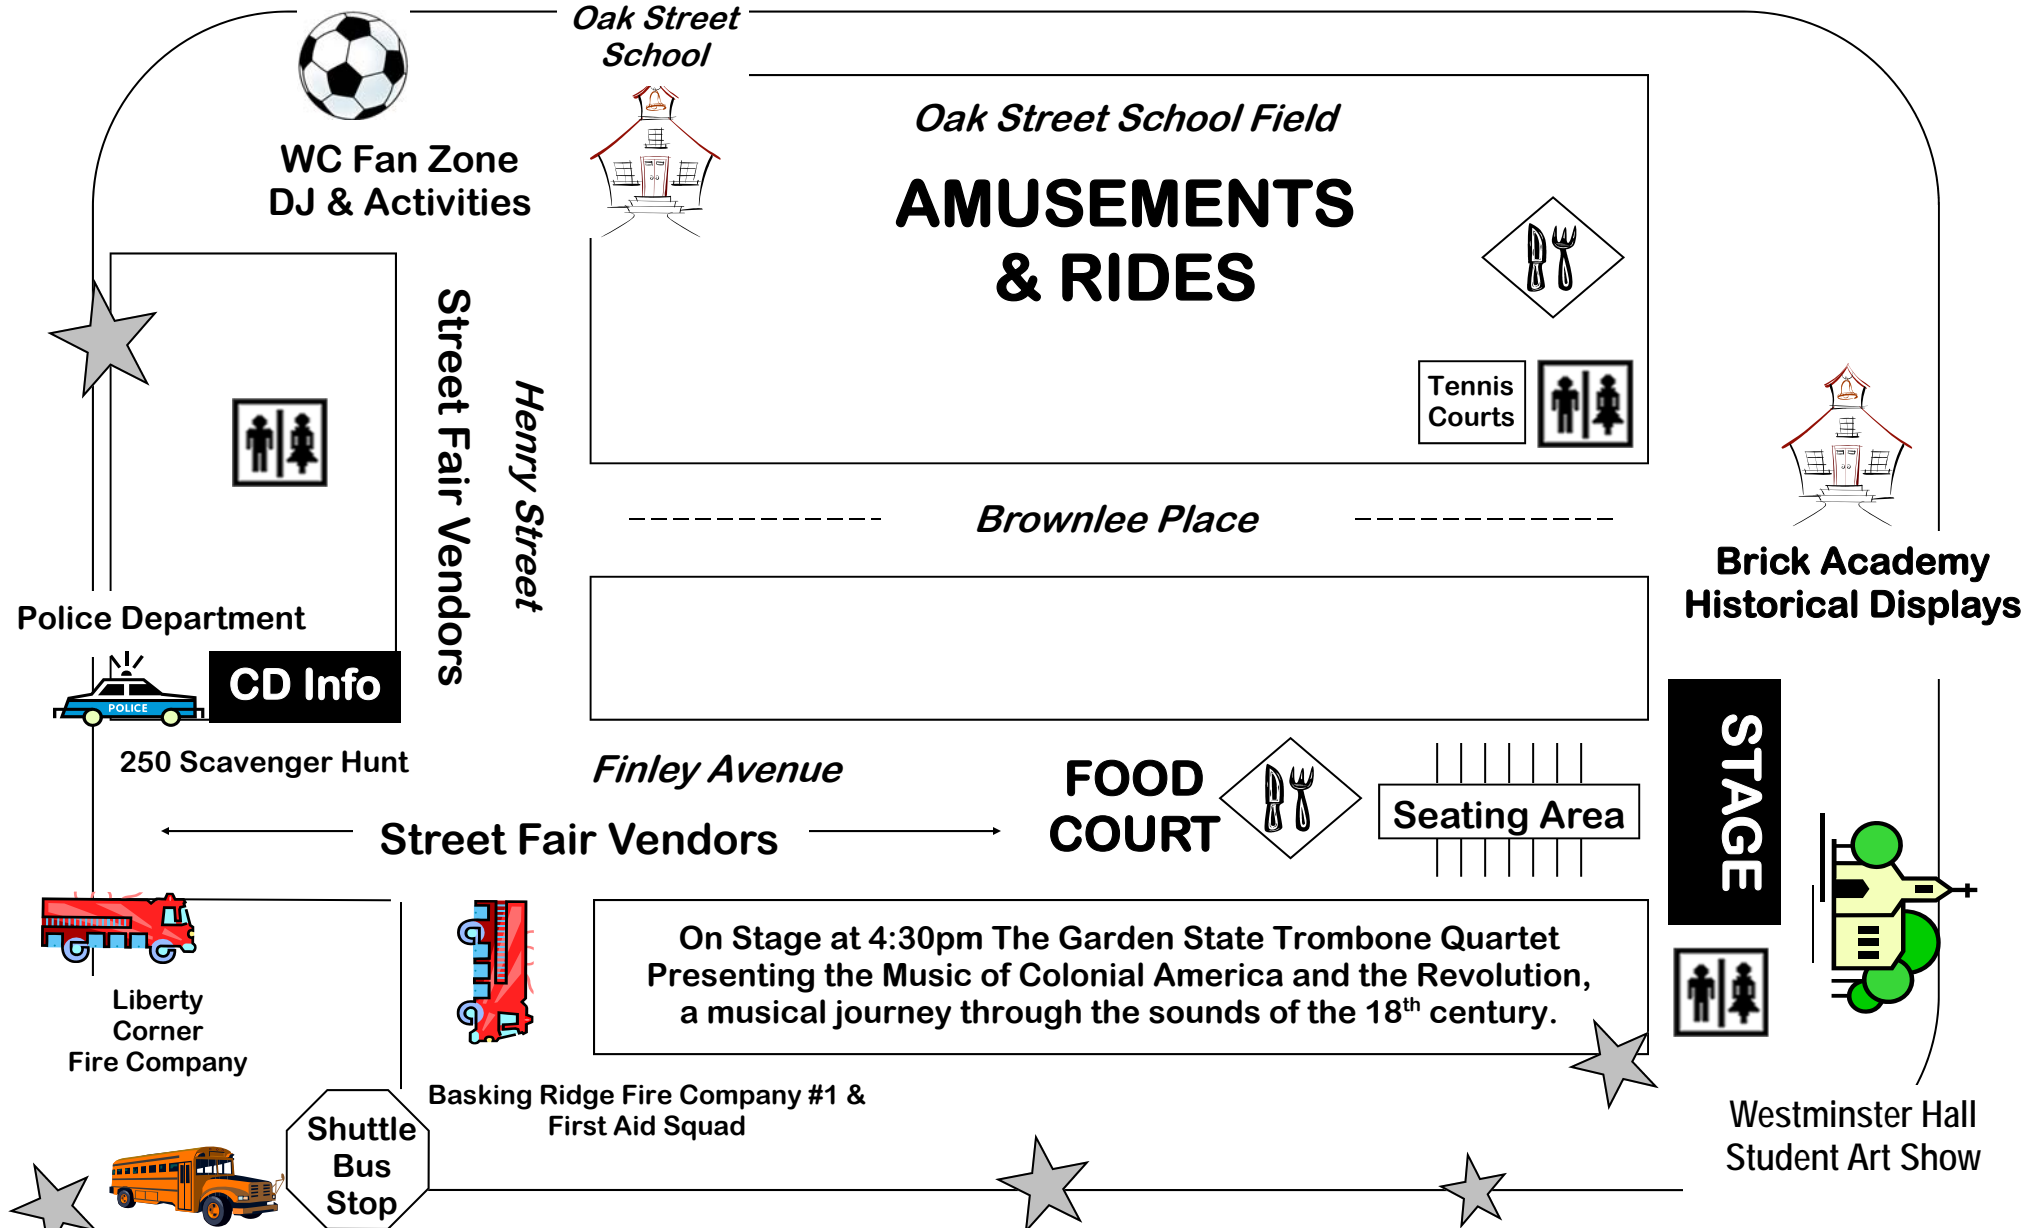 Oak Street
School
WC Fan Zone
DJ & Activities
Oak Street School Field
AMUSEMENTS
& RIDES
Tennis
Courts
Street Fair Vendors
Henry Street
Brownlee Place
Brick Academy
Historical Displays
Police Department
POLICE
CD Info
250 Scavenger Hunt
Finley Avenue
Street Fair Vendors
FOOD
COURT
Seating Area
STAGE
On Stage at 4:30pm The Garden State Trombone Quartet
Presenting the Music of Colonial America and the Revolution,
a musical journey through the sounds of the 18th century.
Liberty
Corner
Fire Company
Basking Ridge Fire Company #1 &
First Aid Squad
Shuttle
Bus
Stop
Westminster Hall
Student Art Show